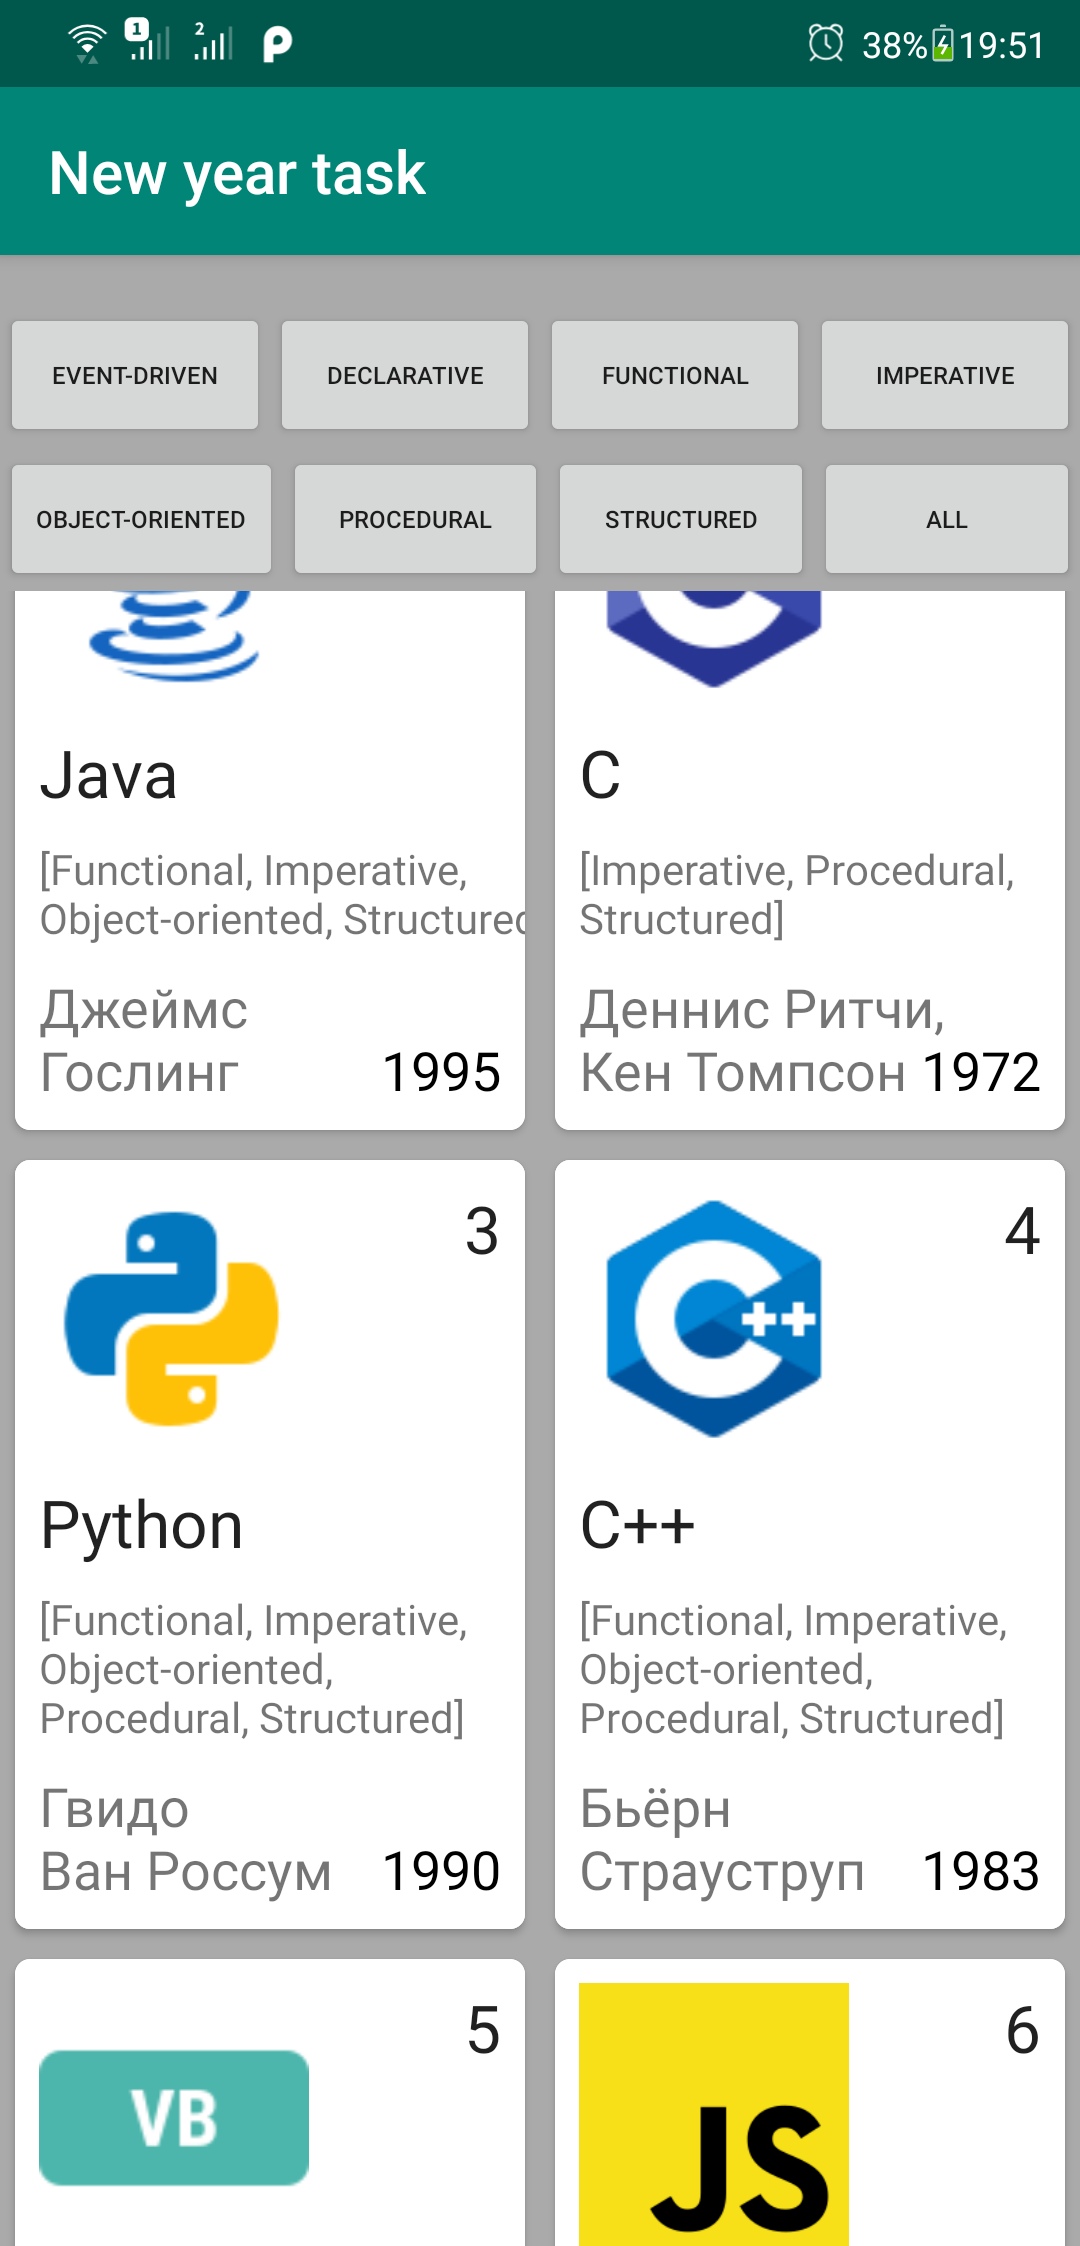 1 2 38% 19:51
New year task
EVENT-DRIVEN DECLARATIVE FUNCTIONAL IMPERATIVE
OBJECT-ORIENTED PROCEDURAL STRUCTURED ALL
Java
[Functional, Imperative,
Object-oriented, Structured
Джеймс
Гослинг 1995
C
[Imperative, Procedural,
Structured]
Деннис Ритчи,
Кен Томпсон 1972
3
Python
[Functional, Imperative,
Object-oriented,
Procedural, Structured]
Гвидо
Ван Россум 1990
4
C++
C++
[Functional, Imperative,
Object-oriented,
Procedural, Structured]
Бьёрн
Страуструп 1983
5
VB
6
JS